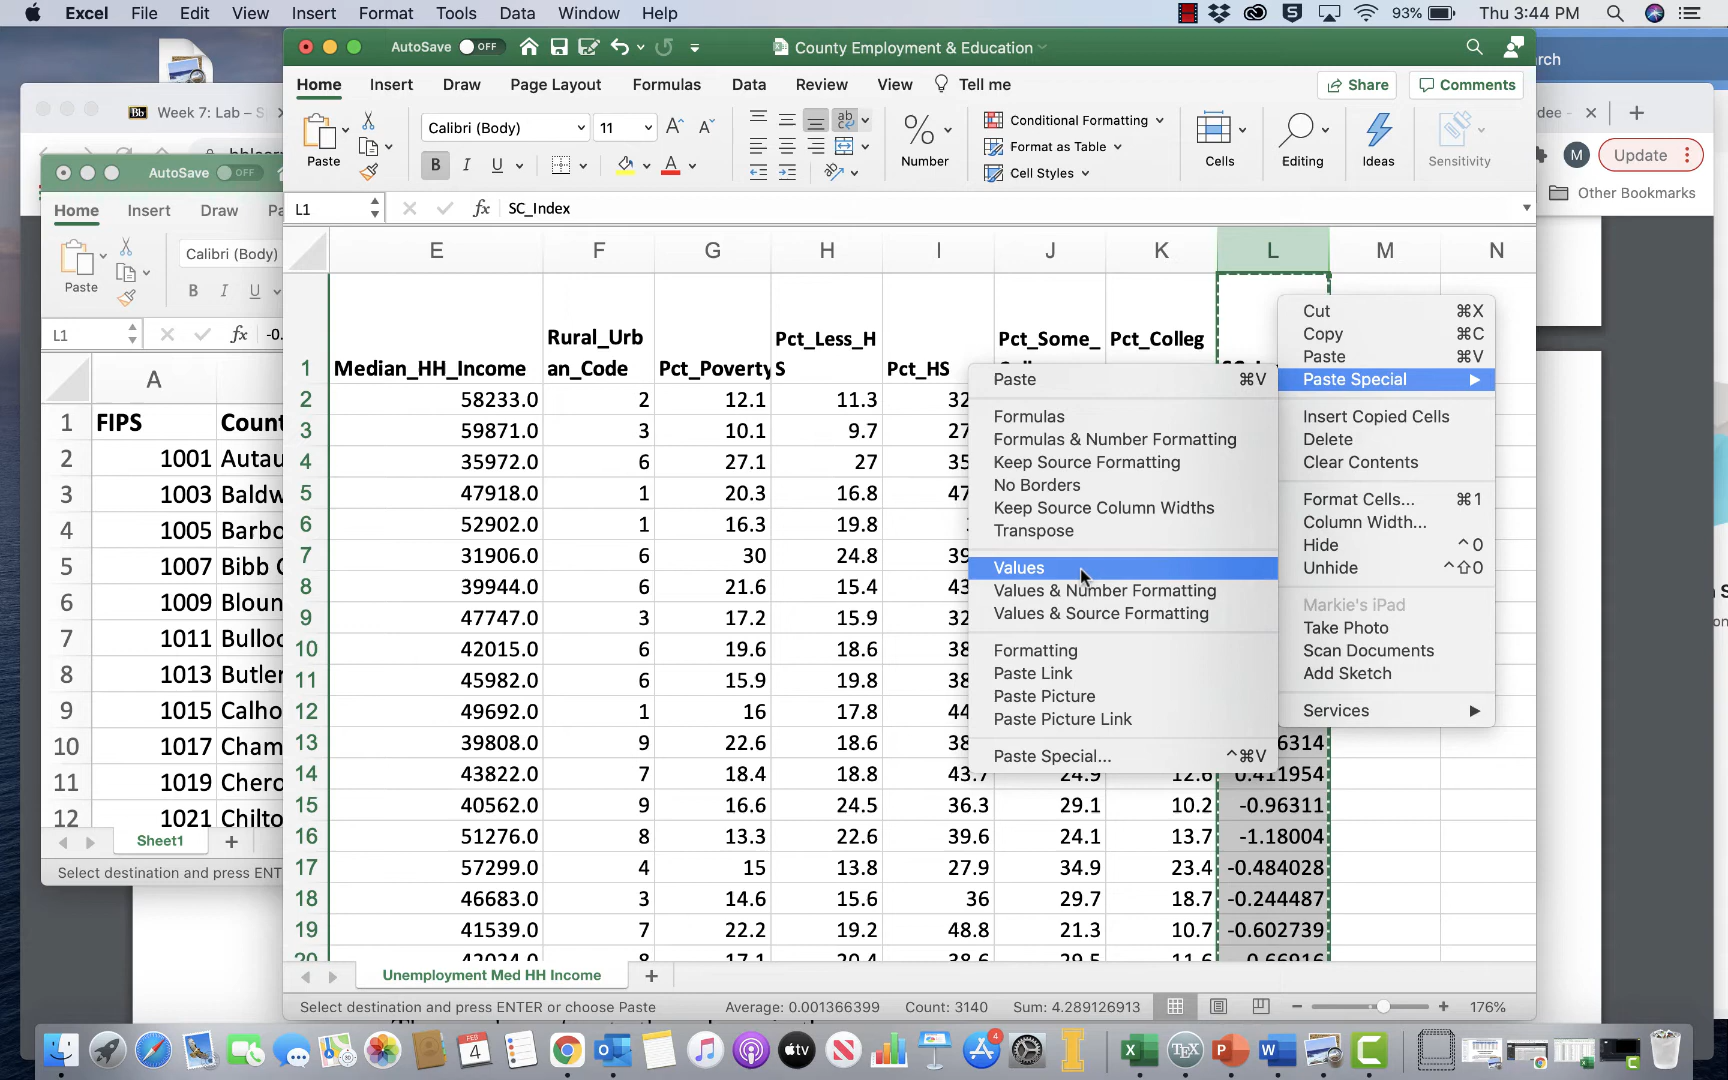 Excel File Edit View Insert Format Tools Data Window Help 93% Thu 3:44 PM
AutoSave OFF County Employment & Education
Home Insert Draw Page Layout Formulas Data Review View Tell me Share Comments
Paste Calibri (Body) 11 B I U A Number Conditional Formatting Format as Table Cell Styles Cells Editing Ideas Sensitivity
L1 fx SC_Index
E F G H I J K L M N
1 Median_HH_Income Rural_Urb Pct_Poverty Pct_Less_H Pct_HS Pct_Some_ Pct_Colleg
an_Code S
2 58233.0 2 12.1 11.3 32
3 59871.0 3 10.1 9.7 27
4 35972.0 6 27.1 27 35
5 47918.0 1 20.3 16.8 47
6 52902.0 1 16.3 19.8
7 31906.0 6 30 24.8 39
8 39944.0 6 21.6 15.4 43
9 47747.0 3 17.2 15.9 32
10 42015.0 6 19.6 18.6 38
11 45982.0 6 15.9 19.8 38
12 49692.0 1 16 17.8 44
13 39808.0 9 22.6 18.6 38 6314
14 43822.0 7 18.4 18.8 43.7 24.9 12.6 0.411954
15 40562.0 9 16.6 24.5 36.3 29.1 10.2 -0.96311
16 51276.0 8 13.3 22.6 39.6 24.1 13.7 -1.18004
17 57299.0 4 15 13.8 27.9 34.9 23.4 -0.484028
18 46683.0 3 14.6 15.6 36 29.7 18.7 -0.244487
19 41539.0 7 22.2 19.2 48.8 21.3 10.7 -0.602739
20 42024.0 8 17.1 20.4 38.6 29.5 11.6
Unemployment Med HH Income
Select destination and press ENTER or choose Paste Average: 0.001366399 Count: 3140 Sum: 4.289126913 176%
Cut ⌘X
Copy ⌘C
Paste ⌘V
Paste Special
Insert Copied Cells
Delete
Clear Contents
Format Cells... ⌘1
Column Width...
Hide ^0
Unhide ^⇧0
Markie's iPad
Take Photo
Scan Documents
Add Sketch
Services
Paste ⌘V
Formulas
Formulas & Number Formatting
Keep Source Formatting
No Borders
Keep Source Column Widths
Transpose
Values
Values & Number Formatting
Values & Source Formatting
Formatting
Paste Link
Paste Picture
Paste Picture Link
Paste Special... ^⌘V
Bb Week 7: Lab – S
AutoSave OFF
Home Insert Draw
Paste Calibri (Body) B I U
L1 fx
A
1 FIPS
2 1001
3 1003
4 1005
5 1007 Bibb
6 1009
7 1011
8 1013
9 1015
10 1017
11 1019
12 1021
Sheet1
Select destination and press ENT
M Update
Other Bookmarks
FEB 4
tv
TEX
4